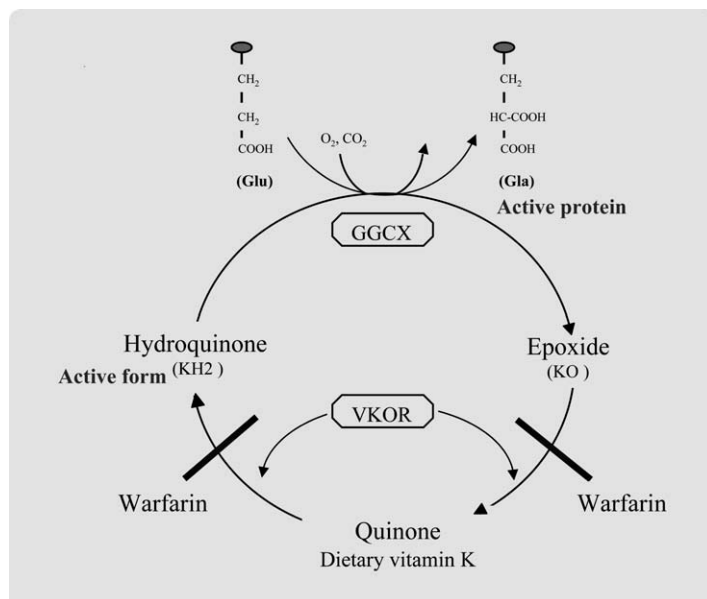 CH2
CH2
COOH
(Glu)
O2, CO2
CH2
HC-COOH
COOH
(Gla)
Active protein
GGCX
Hydroquinone
(KH2 )
Active form
Epoxide
(KO )
VKOR
Warfarin
Warfarin
Quinone
Dietary vitamin K